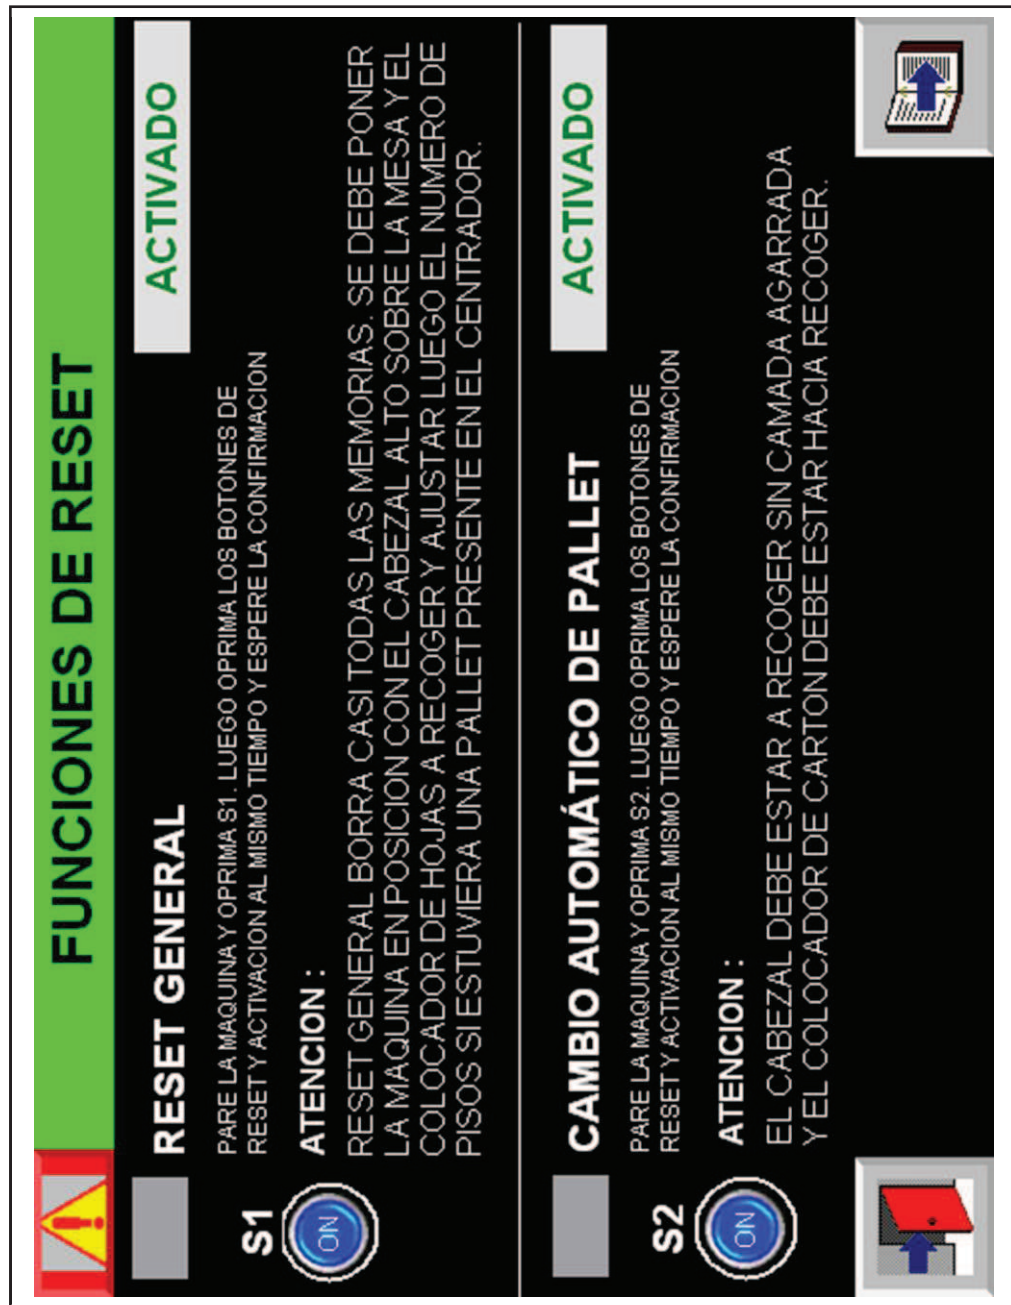 FUNCIONES DE RESET
RESET GENERAL
ACTIVADO
S1
ON
PARE LA MAQUINA Y OPRIMA S1. LUEGO OPRIMA LOS BOTONES DE
RESET Y ACTIVACION AL MISMO TIEMPO Y ESPERE LA CONFIRMACION
ATENCION :
RESET GENERAL BORRA CASI TODAS LAS MEMORIAS. SE DEBE PONER
LA MAQUINA EN POSICION CON EL CABEZAL ALTO SOBRE LA MESA Y EL
COLOCADOR DE HOJAS A RECOGER Y AJUSTAR LUEGO EL NUMERO DE
PISOS SI ESTUVIERA UNA PALLET PRESENTE EN EL CENTRADOR.
CAMBIO AUTOMÁTICO DE PALLET
ACTIVADO
S2
ON
PARE LA MAQUINA Y OPRIMA S2. LUEGO OPRIMA LOS BOTONES DE
RESET Y ACTIVACION AL MISMO TIEMPO Y ESPERE LA CONFIRMACION
ATENCION :
EL CABEZAL DEBE ESTAR A RECOGER SIN CAMADA AGARRADA
Y EL COLOCADOR DE CARTON DEBE ESTAR HACIA RECOGER.